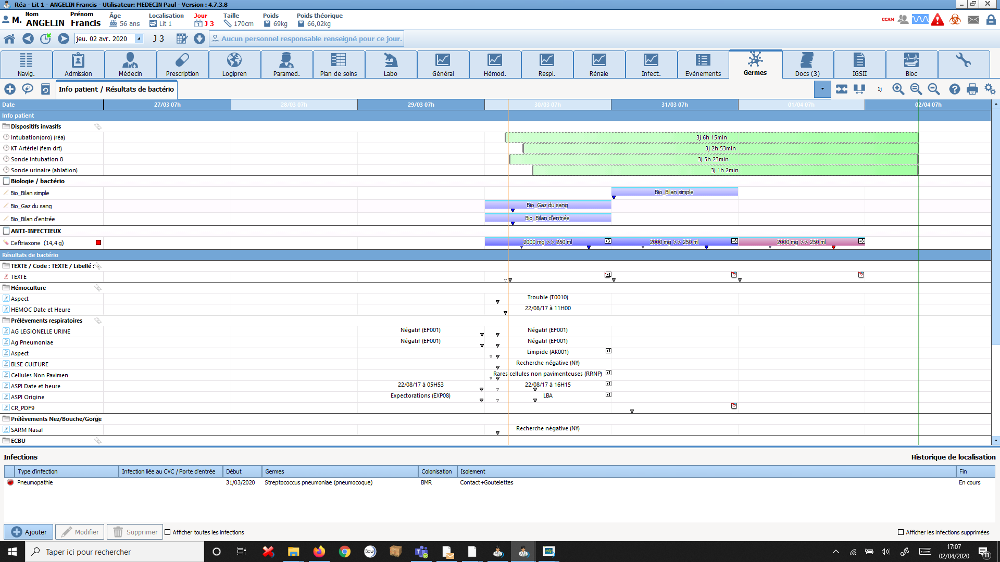 Réa - Lit 1 - ANGELIN Francis - Utilisateur: MEDECIN Paul - Version : 4.7.3.8
M. Nom ANGELIN Prénom Francis Âge 56 ans Localisation Lit 1 Jour J 3 Taille 170cm Poids 69kg Poids théorique 66,02kg CCAM
jeu. 02 avr. 2020 J 3 Aucun personnel responsable renseigné pour ce jour.
Navig. Admission Médecin Prescription Logipren Paramed. Plan de soins Labo Général Hémod. Respi. Rénale Infect. Evénements Germes Docs (3) IGSII Bloc
Info patient / Résultats de bactério 1j
Date 27/03 07h 28/03 07h 29/03 07h 30/03 07h 31/03 07h 01/04 07h 02/04 07h
Info patient
Dispositifs invasifs
Intubation(oro) (réa) 3j 6h 15min
KT Artériel (fem drt) 3j 2h 53min
Sonde intubation 8 3j 5h 23min
Sonde urinaire (ablation) 3j 1h 2min
Biologie / bactério
Bio_Bilan simple Bio_Bilan simple
Bio_Gaz du sang Bio_Gaz du sang
Bio_Bilan d'entrée Bio_Bilan d'entrée
ANTI-INFECTIEUX
Ceftriaxone (14,4 g) 2000 mg >> 250 ml +3 2000 mg >> 250 ml +3 2000 mg >> 250 ml +3
Résultats de bactério
TEXTE / Code : TEXTE / Libellé : -
TEXTE +1
Hémoculture
Aspect Trouble (T0010)
HEMOC Date et Heure 22/08/17 à 11H00
Prélèvements respiratoires
AG LEGIONELLE URINE Négatif (EF001) Négatif (EF001)
Ag Pneumoniae Négatif (EF001) Négatif (EF001)
Aspect Limpide (AK001) +1
BLSE CULTURE Recherche négative (NY)
Cellules Non Pavimen Rares cellules non pavimenteuses (RRNP) +1
ASPI Date et heure 22/08/17 à 05H53 22/08/17 à 16H15 +1
ASPI Origine Expectorations (EXP08) LBA +1
CR_PDF9
Prélèvements Nez/Bouche/Gorge
SARM Nasal Recherche négative (NY)
ECBU
Infections Historique de localisation
Type d'infection Infection liée au CVC / Porte d'entrée Début Germes Colonisation Isolement Fin
Pneumopathie 31/03/2020 Streptococcus pneumoniae (pneumocoque) BMR Contact+Goutelettes En cours
Ajouter Modifier Supprimer Afficher toutes les infections Afficher les infections supprimées
Taper ici pour rechercher Bow 17:07
02/04/2020 11